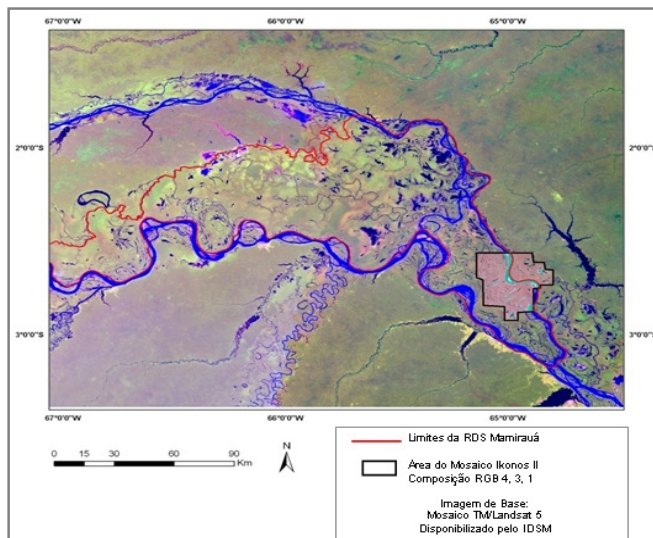 67°0'0"W 66°0'0"W 65°0'0"W
2°0'0"S 2°0'0"S
3°0'0"S 3°0'0"S
67°0'0"W 66°0'0"W 65°0'0"W
N
0 15 30 60 90
Km
Limites da RDS Mamirauá
Área do Mosaico Ikonos II
Composição RGB 4, 3, 1
Imagem de Base:
Mosaico TM/Landsat 5
Disponibilizado pelo IDSM